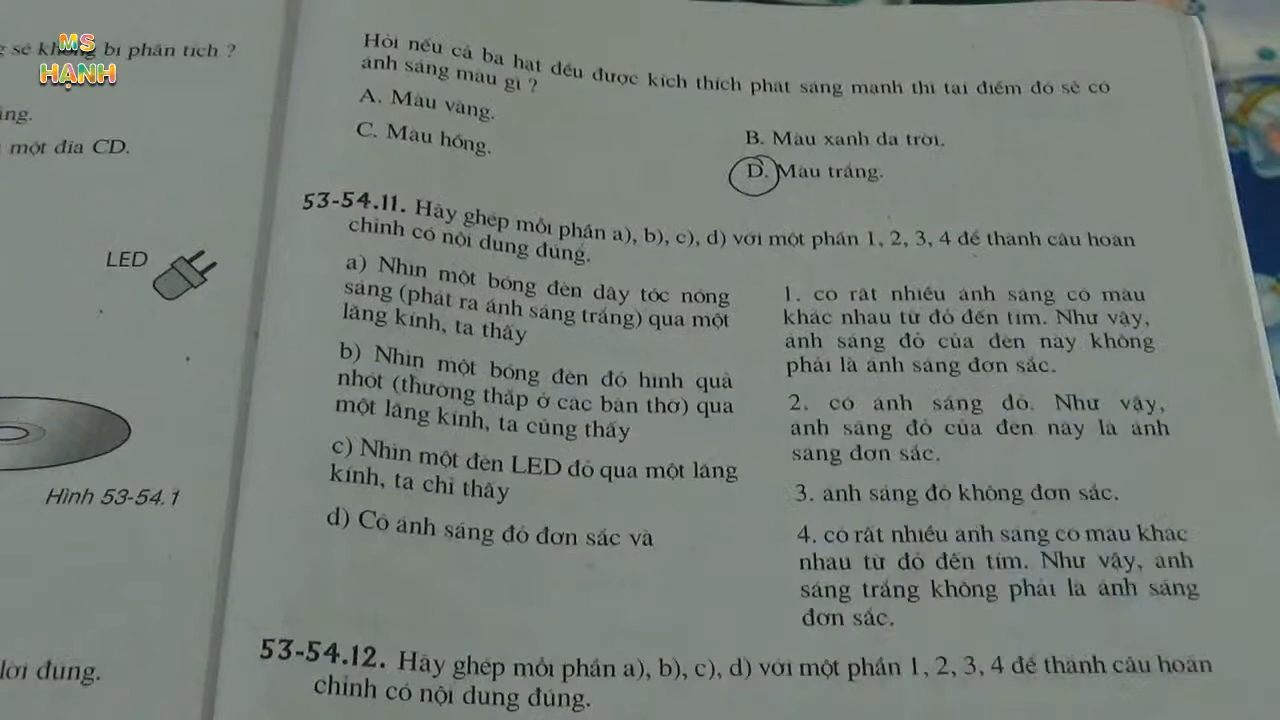 MS
HẠNH
sẽ không bị phân tích ?
một đĩa CD.
LED
Hình 53-54.1
lời đúng.
Hỏi nếu cả ba hạt đều được kích thích phát sáng mạnh thì tại điểm đó sẽ có
ánh sáng màu gì ?
A. Màu vàng.
B. Màu xanh da trời.
C. Màu hồng.
D. Màu trắng.
53-54.11. Hãy ghép mỗi phần a), b), c), d) với một phần 1, 2, 3, 4 để thành câu hoàn
chỉnh có nội dung đúng.
a) Nhìn một bóng đèn dây tóc nóng
sáng (phát ra ánh sáng trắng) qua một
lăng kính, ta thấy
b) Nhìn một bóng đèn đỏ hình quả
nhót (thường thắp ở các bàn thờ) qua
một lăng kính, ta cũng thấy
c) Nhìn một đèn LED đỏ qua một lăng
kính, ta chỉ thấy
d) Có ánh sáng đỏ đơn sắc và
1. có rất nhiều ánh sáng có màu
khác nhau từ đỏ đến tím. Như vậy,
ánh sáng đỏ của đèn này không
phải là ánh sáng đơn sắc.
2. có ánh sáng đỏ. Như vậy,
ánh sáng đỏ của đèn này là ánh
sáng đơn sắc.
3. ánh sáng đỏ không đơn sắc.
4. có rất nhiều ánh sáng có màu khác
nhau từ đỏ đến tím. Như vậy, ánh
sáng trắng không phải là ánh sáng
đơn sắc.
53-54.12. Hãy ghép mỗi phần a), b), c), d) với một phần 1, 2, 3, 4 để thành câu hoàn
chỉnh có nội dung đúng.